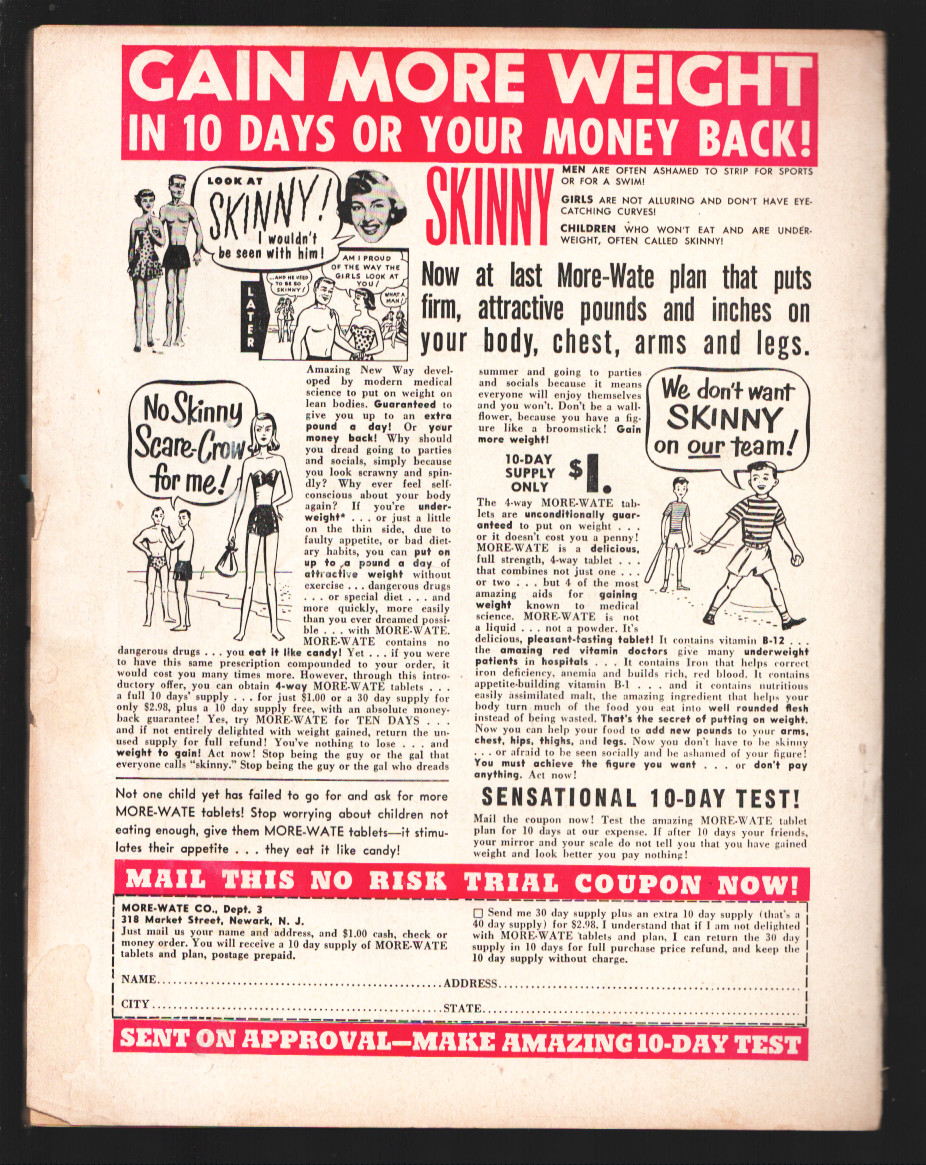 GAIN MORE WEIGHT
IN 10 DAYS OR YOUR MONEY BACK!
LOOK AT
SKINNY!
I wouldn't
be seen with him!
LATER
...AND HE USED
TO BE SO
SKINNY!
AM I PROUD
OF THE WAY THE
GIRLS LOOK AT
YOU!
WHAT A
MAN!
SKINNY
MEN ARE OFTEN ASHAMED TO STRIP FOR SPORTS
OR FOR A SWIM!
GIRLS ARE NOT ALLURING AND DON'T HAVE EYE-
CATCHING CURVES!
CHILDREN WHO WON'T EAT AND ARE UNDER-
WEIGHT, OFTEN CALLED SKINNY!
Now at last More-Wate plan that puts
firm, attractive pounds and inches on
your body, chest, arms and legs.
No Skinny
Scare-Crow
for me!
Amazing New Way devel-
oped by modern medical
science to put on weight on
lean bodies. Guaranteed to
give you up to an extra
pound a day! Or your
money back! Why should
you dread going to parties
and socials, simply because
you look scrawny and spin-
dly? Why ever feel self-
conscious about your body
again? If you're under-
weight* . . . or just a little
on the thin side, due to
faulty appetite, or bad diet-
ary habits, you can put on
up to a pound a day of
attractive weight without
exercise . . . dangerous drugs
. . . or special diet . . . and
more quickly, more easily
than you ever dreamed possi-
ble . . . with MORE-WATE.
MORE-WATE contains no
dangerous drugs . . . you eat it like candy! Yet . . . if you were
to have this same prescription compounded to your order, it
would cost you many times more. However, through this intro-
ductory offer, you can obtain 4-way MORE-WATE tablets . . .
a full 10 days' supply . . . for just $1.00 or a 30 day supply for
only $2.98, plus a 10 day supply free, with an absolute money-
back guarantee! Yes, try MORE-WATE for TEN DAYS . . .
and if not entirely delighted with weight gained, return the un-
used supply for full refund! You've nothing to lose . . . and
weight to gain! Act now! Stop being the guy or the gal that
everyone calls "skinny." Stop being the guy or the gal who dreads
summer and going to parties
and socials because it means
everyone will enjoy themselves
and you won't. Don't be a wall-
flower, because you have a fig-
ure like a broomstick! Gain
more weight!
10-DAY
SUPPLY
ONLY
$1.
We don't want
SKINNY
on our team!
The 4-way MORE-WATE tab-
lets are unconditionally guar-
anteed to put on weight . . .
or it doesn't cost you a penny!
MORE-WATE is a delicious,
full strength, 4-way tablet . . .
that combines not just one . . .
or two . . . but 4 of the most
amazing aids for gaining
weight known to medical
science. MORE-WATE is not
a liquid . . . not a powder. It's
delicious, pleasant-tasting tablet! It contains vitamin B-12 . . .
the amazing red vitamin doctors give many underweight
patients in hospitals . . . It contains Iron that helps correct
iron deficiency, anemia and builds rich, red blood. It contains
appetite-building vitamin B-1 . . . and it contains nutritious
easily assimilated malt, the amazing ingredient that helps your
body turn much of the food you eat into well rounded flesh
instead of being wasted. That's the secret of putting on weight.
Now you can help your food to add new pounds to your arms,
chest, hips, thighs, and legs. Now you don't have to be skinny
. . . or afraid to be seen socially and be ashamed of your figure!
You must achieve the figure you want . . . or don't pay
anything. Act now!
Not one child yet has failed to go for and ask for more
MORE-WATE tablets! Stop worrying about children not
eating enough, give them MORE-WATE tablets—it stimu-
lates their appetite . . . they eat it like candy!
SENSATIONAL 10-DAY TEST!
Mail the coupon now! Test the amazing MORE-WATE tablet
plan for 10 days at our expense. If after 10 days your friends,
your mirror and your scale do not tell you that you have gained
weight and look better you pay nothing!
MAIL THIS NO RISK TRIAL COUPON NOW!
MORE-WATE CO., Dept. 3
318 Market Street, Newark, N. J.
Just mail us your name and address, and $1.00 cash, check or
money order. You will receive a 10 day supply of MORE-WATE
tablets and plan, postage prepaid.
Send me 30 day supply plus an extra 10 day supply (that's a
40 day supply) for $2.98. I understand that if I am not delighted
with MORE-WATE tablets and plan, I can return the 30 day
supply in 10 days for full purchase price refund, and keep the
10 day supply without charge.
NAME........................................ADDRESS........................................
CITY........................................STATE........................................
SENT ON APPROVAL—MAKE AMAZING 10-DAY TEST